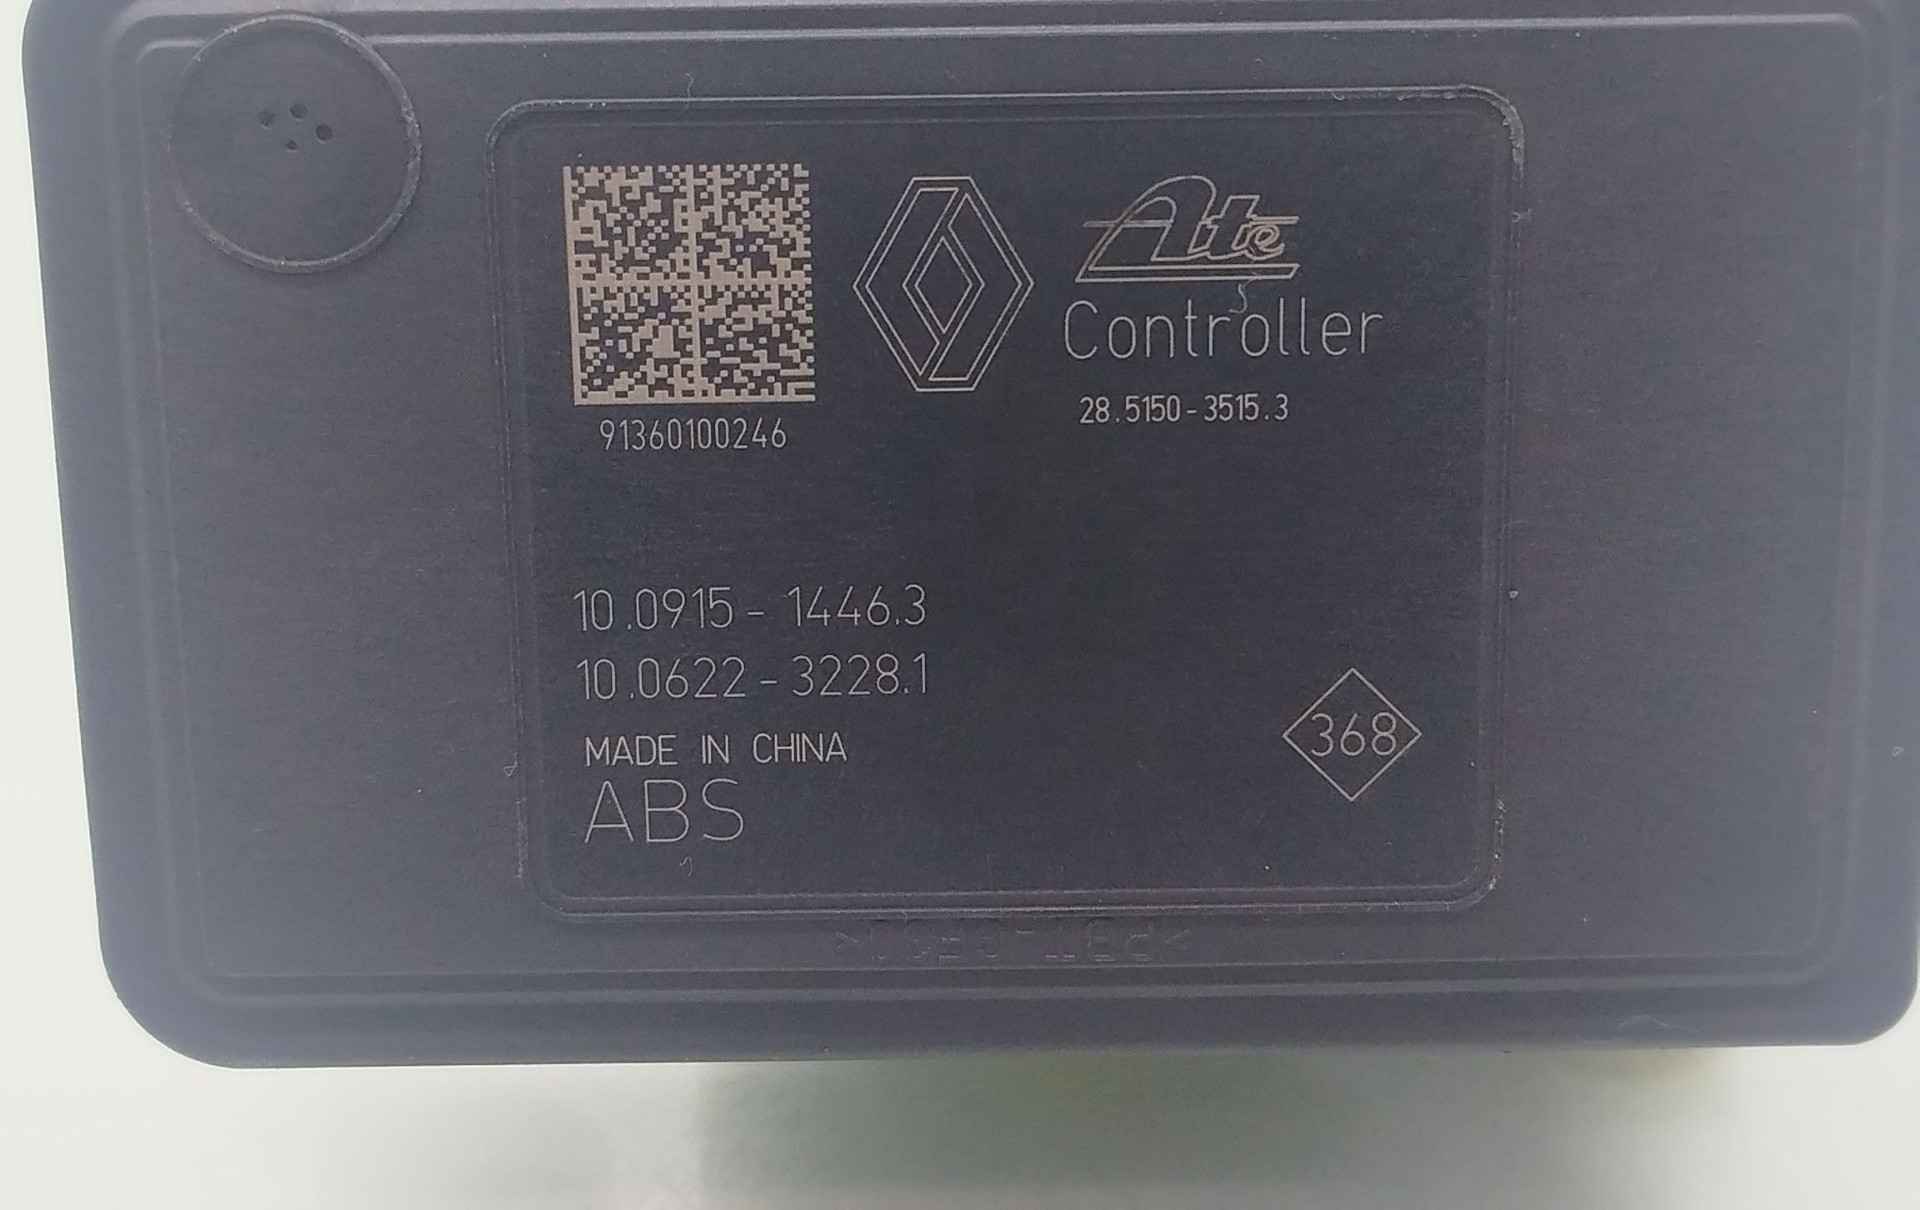 Ate
Controller
28.5150-3515.3
91360100246
10.0915-1446.3
10.0622-3228.1
MADE IN CHINA
ABS
368